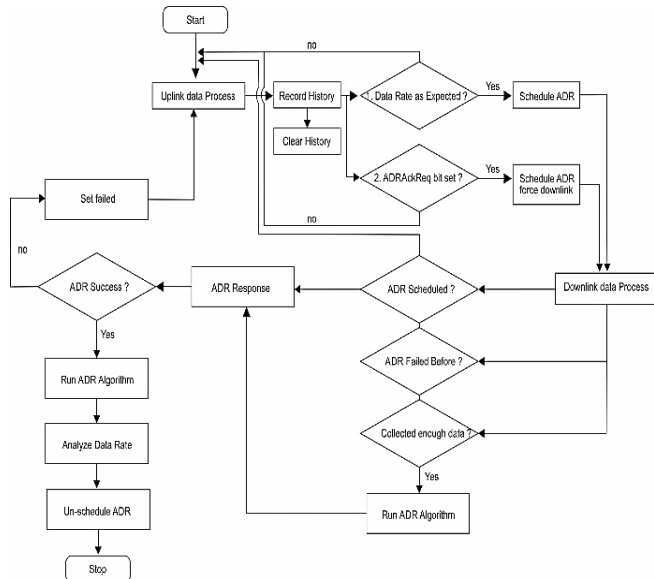 Start
no
Uplink data Process
Record History
1. Data Rate as Expected ?
Yes
Schedule ADR
Clear History
2. ADRAckReq bit set ?
Yes
Schedule ADR
force downlink
Set failed
no
no
ADR Success ?
ADR Response
ADR Scheduled ?
Downlink data Process
Yes
Run ADR Algorithm
ADR Failed Before ?
Analyze Data Rate
Collected enough data ?
Yes
Un-schedule ADR
Run ADR Algorithm
Stop